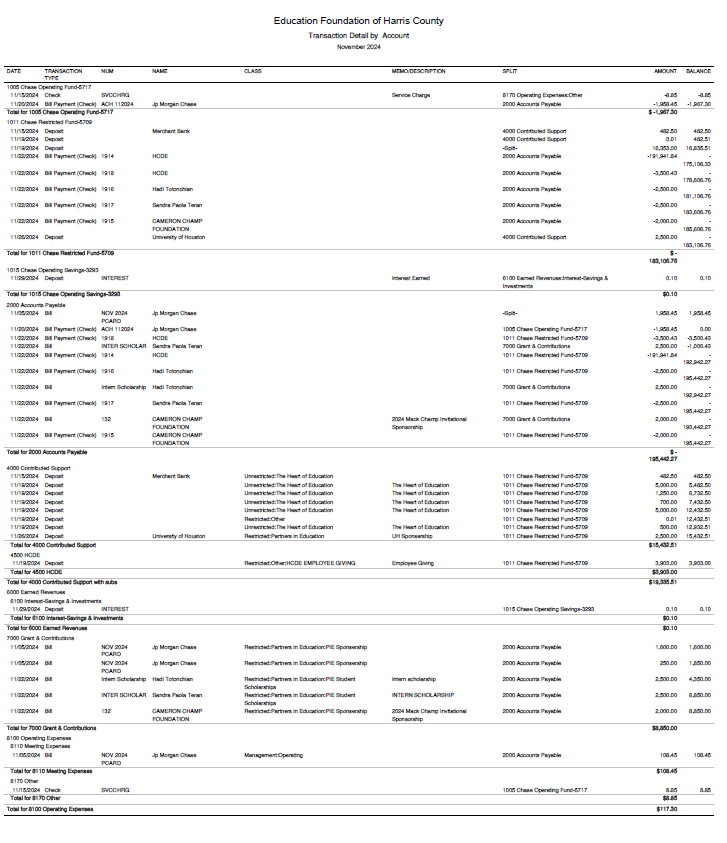 Education Foundation of Harris County
Transaction Detail by Account
November 2024
DATE TRANSACTION TYPE NUM NAME CLASS MEMO/DESCRIPTION SPLIT AMOUNT BALANCE
1005 Chase Operating Fund-5717
11/15/2024 Check SVCCHRG Service Charge 8170 Operating Expenses:Other -8.85 -8.85
11/20/2024 Bill Payment (Check) ACH 112024 Jp Morgan Chase 2000 Accounts Payable -1,958.45 -1,967.30
Total for 1005 Chase Operating Fund-5717 $ -1,967.30
1011 Chase Restricted Fund-5709
11/15/2024 Deposit Merchant Bank 4000 Contributed Support 482.50 482.50
11/19/2024 Deposit 4000 Contributed Support 0.01 482.51
11/19/2024 Deposit -Split- 16,353.00 16,835.51
11/22/2024 Bill Payment (Check) 1914 HCDE 2000 Accounts Payable -191,941.84 -
175,106.33
11/22/2024 Bill Payment (Check) 1918 HCDE 2000 Accounts Payable -3,500.43 -
178,606.76
11/22/2024 Bill Payment (Check) 1916 Hadi Totonchian 2000 Accounts Payable -2,500.00 -
181,106.76
11/22/2024 Bill Payment (Check) 1917 Sandra Paola Teran 2000 Accounts Payable -2,500.00 -
183,606.76
11/22/2024 Bill Payment (Check) 1915 CAMERON CHAMP 2000 Accounts Payable -2,000.00 -
FOUNDATION 185,606.76
11/26/2024 Deposit University of Houston 4000 Contributed Support 2,500.00 -
183,106.76
Total for 1011 Chase Restricted Fund-5709 $ -
183,106.76
1015 Chase Operating Savings-3293
11/29/2024 Deposit INTEREST Interest Earned 6100 Earned Revenues:Interest-Savings & 0.10 0.10
Investments
Total for 1015 Chase Operating Savings-3293 $0.10
2000 Accounts Payable
11/05/2024 Bill NOV 2024 Jp Morgan Chase -Split- 1,958.45 1,958.45
PCARD
11/20/2024 Bill Payment (Check) ACH 112024 Jp Morgan Chase 1005 Chase Operating Fund-5717 -1,958.45 0.00
11/22/2024 Bill Payment (Check) 1918 HCDE 1011 Chase Restricted Fund-5709 -3,500.43 -3,500.43
11/22/2024 Bill INTER SCHOLAR Sandra Paola Teran 7000 Grant & Contributions 2,500.00 -1,000.43
11/22/2024 Bill Payment (Check) 1914 HCDE 1011 Chase Restricted Fund-5709 -191,941.84 -
192,942.27
11/22/2024 Bill Payment (Check) 1916 Hadi Totonchian 1011 Chase Restricted Fund-5709 -2,500.00 -
195,442.27
11/22/2024 Bill Intern Scholarship Hadi Totonchian 7000 Grant & Contributions 2,500.00 -
192,942.27
11/22/2024 Bill Payment (Check) 1917 Sandra Paola Teran 1011 Chase Restricted Fund-5709 -2,500.00 -
195,442.27
11/22/2024 Bill 132 CAMERON CHAMP 2024 Mack Champ Invitational 7000 Grant & Contributions 2,000.00 -
FOUNDATION Sponsorship 193,442.27
11/22/2024 Bill Payment (Check) 1915 CAMERON CHAMP 1011 Chase Restricted Fund-5709 -2,000.00 -
FOUNDATION 195,442.27
Total for 2000 Accounts Payable $ -
195,442.27
4000 Contributed Support
11/15/2024 Deposit Merchant Bank Unrestricted:The Heart of Education 1011 Chase Restricted Fund-5709 482.50 482.50
11/19/2024 Deposit Unrestricted:The Heart of Education The Heart of Education 1011 Chase Restricted Fund-5709 5,000.00 5,482.50
11/19/2024 Deposit Unrestricted:The Heart of Education The Heart of Education 1011 Chase Restricted Fund-5709 1,250.00 6,732.50
11/19/2024 Deposit Unrestricted:The Heart of Education The Heart of Education 1011 Chase Restricted Fund-5709 700.00 7,432.50
11/19/2024 Deposit Unrestricted:The Heart of Education The Heart of Education 1011 Chase Restricted Fund-5709 5,000.00 12,432.50
11/19/2024 Deposit Restricted:Other 1011 Chase Restricted Fund-5709 0.01 12,432.51
11/19/2024 Deposit Unrestricted:The Heart of Education The Heart of Education 1011 Chase Restricted Fund-5709 500.00 12,932.51
11/26/2024 Deposit University of Houston Restricted:Partners in Education UH Sponsership 1011 Chase Restricted Fund-5709 2,500.00 15,432.51
Total for 4000 Contributed Support $15,432.51
4500 HCDE
11/19/2024 Deposit Restricted:Other:HCDE EMPLOYEE GIVING Employee Giving 1011 Chase Restricted Fund-5709 3,903.00 3,903.00
Total for 4500 HCDE $3,903.00
Total for 4000 Contributed Support with subs $19,335.51
6000 Earned Revenues
6100 Interest-Savings & Investments
11/29/2024 Deposit INTEREST 1015 Chase Operating Savings-3293 0.10 0.10
Total for 6100 Interest-Savings & Investments $0.10
Total for 6000 Earned Revenues $0.10
7000 Grant & Contributions
11/05/2024 Bill NOV 2024 Jp Morgan Chase Restricted:Partners in Education:PIE Sponsership 2000 Accounts Payable 1,600.00 1,600.00
PCARD
11/05/2024 Bill NOV 2024 Jp Morgan Chase Restricted:Partners in Education:PIE Sponsership 2000 Accounts Payable 250.00 1,850.00
PCARD
11/22/2024 Bill Intern Scholarship Hadi Totonchian Restricted:Partners in Education:PIE Student Intern scholarship 2000 Accounts Payable 2,500.00 4,350.00
Scholarships
11/22/2024 Bill INTER SCHOLAR Sandra Paola Teran Restricted:Partners in Education:PIE Student INTERN SCHOLARSHIP 2000 Accounts Payable 2,500.00 6,850.00
Scholarships
11/22/2024 Bill 132 CAMERON CHAMP Restricted:Partners in Education:PIE Sponsership 2024 Mack Champ Invitational 2000 Accounts Payable 2,000.00 8,850.00
FOUNDATION Sponsorship
Total for 7000 Grant & Contributions $8,850.00
8100 Operating Expenses
8110 Meeting Expenses
11/05/2024 Bill NOV 2024 Jp Morgan Chase Management:Operating 2000 Accounts Payable 108.45 108.45
PCARD
Total for 8110 Meeting Expenses $108.45
8170 Other
11/15/2024 Check SVCCHRG 1005 Chase Operating Fund-5717 8.85 8.85
Total for 8170 Other $8.85
Total for 8100 Operating Expenses $117.30